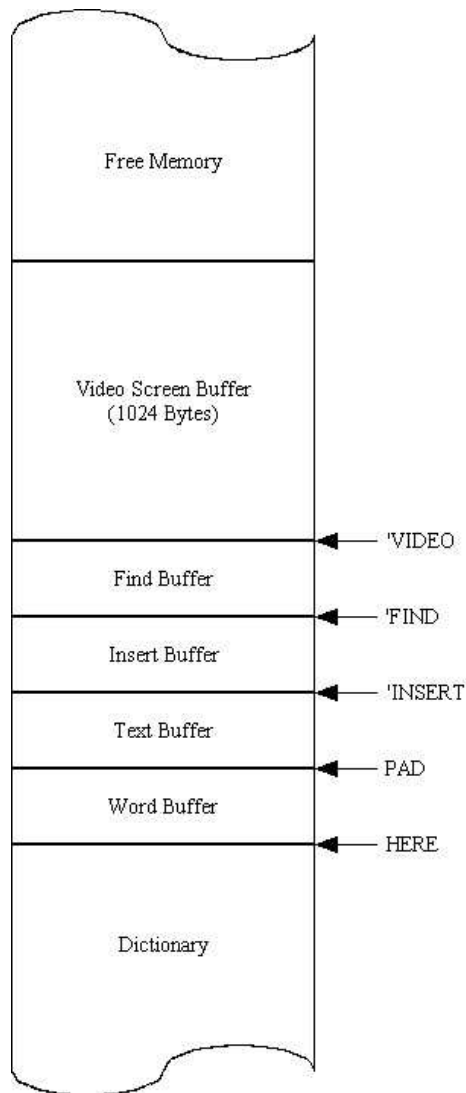 Free Memory
Video Screen Buffer
(1024 Bytes)
'VIDEO
Find Buffer
'FIND
Insert Buffer
'INSERT
Text Buffer
PAD
Word Buffer
HERE
Dictionary